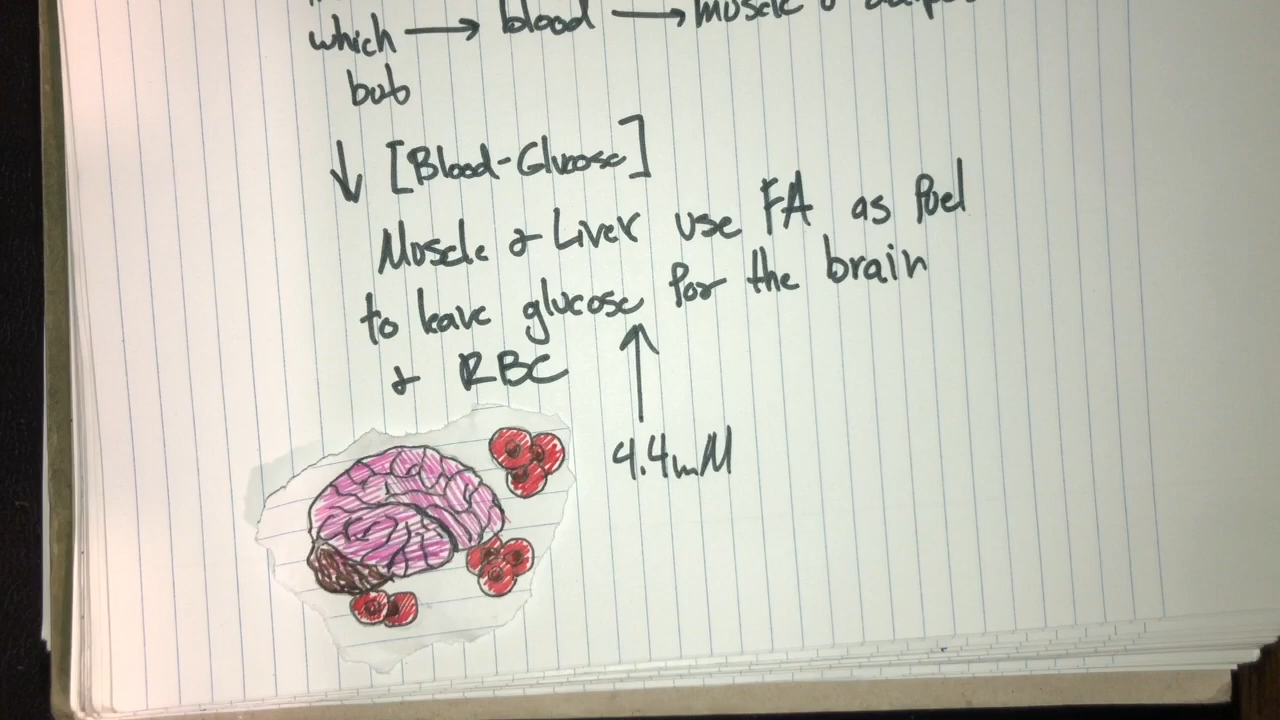 which → blood → muscle &
but
↓ [Blood-Glucose]
Muscle & Liver use FA as fuel
to leave glucose for the brain
& RBC
↑
4.4mM